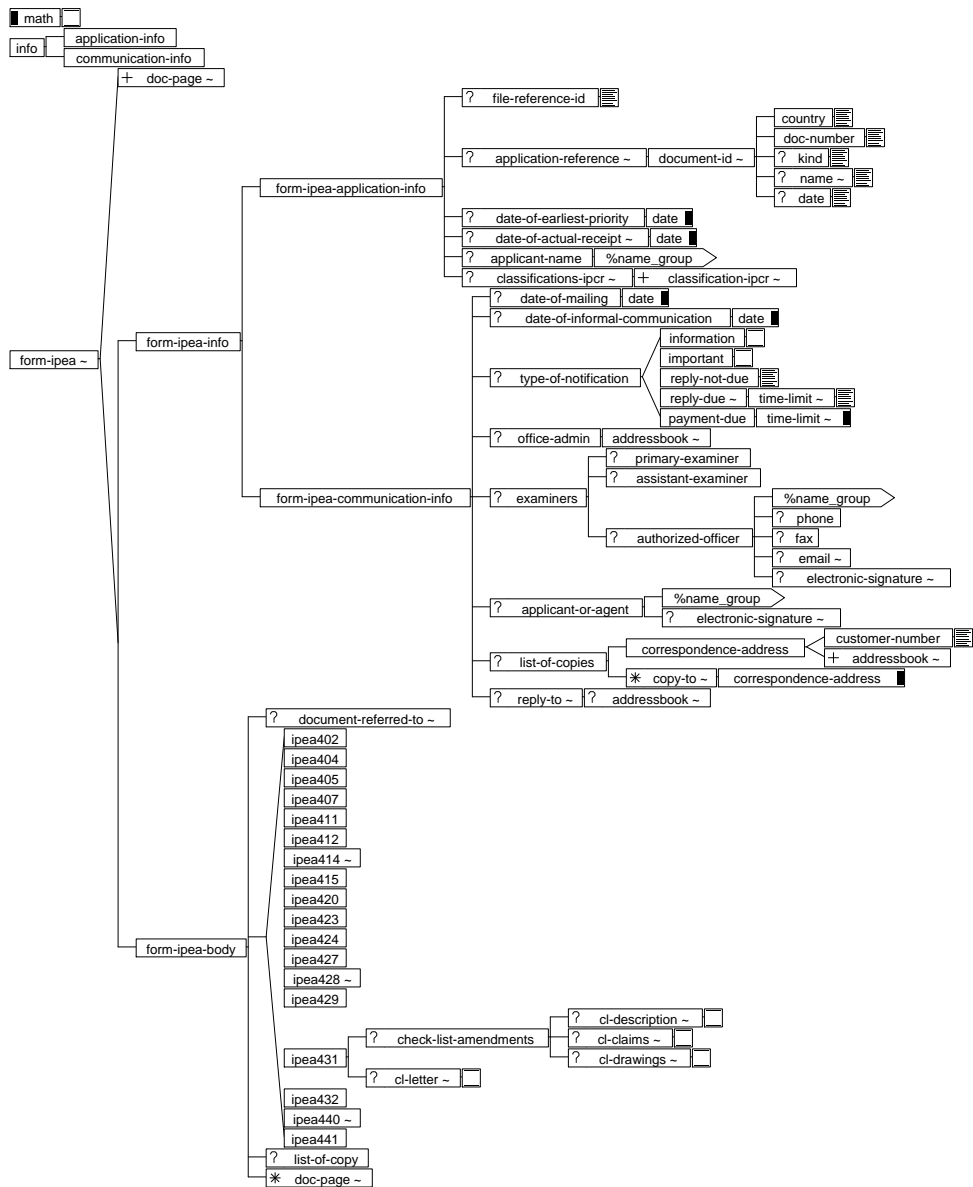 math
info
application-info
communication-info
+ doc-page ~
? file-reference-id
country
doc-number
? application-reference ~ document-id ~ ? kind
? name ~
? date
form-ipea-application-info
? date-of-earliest-priority date
? date-of-actual-receipt ~ date
? applicant-name %name_group
? classifications-ipcr ~ + classification-ipcr ~
? date-of-mailing date
? date-of-informal-communication date
information
form-ipea-info
important
form-ipea ~
? type-of-notification reply-not-due
reply-due ~ time-limit ~
payment-due time-limit ~
? office-admin addressbook ~
? primary-examiner
? assistant-examiner
form-ipea-communication-info ? examiners
%name_group
? phone
? authorized-officer ? fax
? email ~
? electronic-signature ~
? applicant-or-agent %name_group
? electronic-signature ~
customer-number
correspondence-address
+ addressbook ~
? list-of-copies
* copy-to ~ correspondence-address
? reply-to ~ ? addressbook ~
? document-referred-to ~
ipea402
ipea404
ipea405
ipea407
ipea411
ipea412
ipea414 ~
ipea415
ipea420
ipea423
ipea424
form-ipea-body
ipea427
ipea428 ~
ipea429
? cl-description ~
? check-list-amendments ? cl-claims ~
ipea431
? cl-drawings ~
? cl-letter ~
ipea432
ipea440 ~
ipea441
? list-of-copy
* doc-page ~